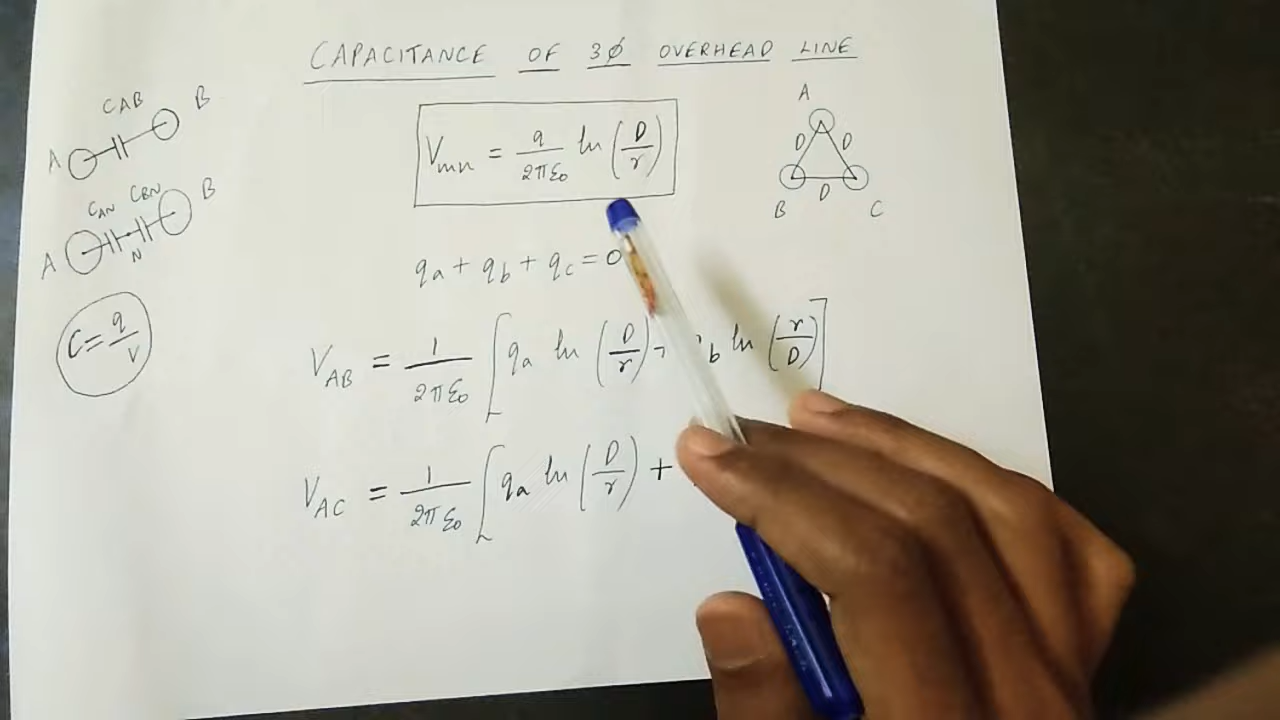 CAPACITANCE OF 3Φ OVERHEAD LINE
CAB
A B
CAN CBN
A N B
C = q/V
Vmn = q/2πε₀ ln (D/r)
A
D D
B D C
qa + qb + qc = 0
VAB = 1/2πε₀ [qa ln (D/r) + b ln (r/D)]
VAC = 1/2πε₀ [qa ln (D/r) +